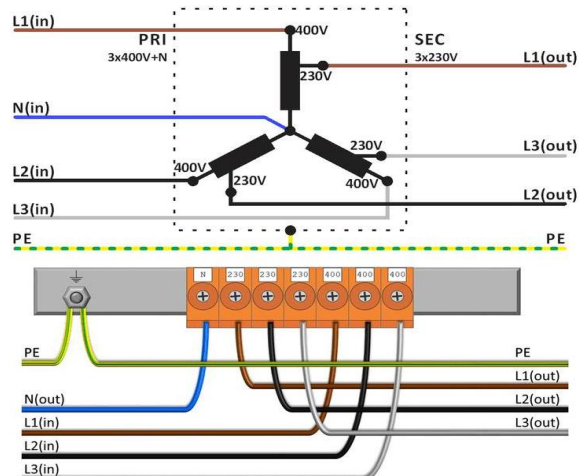 L1(in)
400V
PRI
SEC
3x400V+N
3x230V
L1(out)
230V
N(in)
230V
L3(out)
400V
L2(in)
230V
400V
L2(out)
L3(in)
PE
PE
N 230 230 230 400 400 400
PE
PE
L1(out)
N(out)
L2(out)
L1(in)
L3(out)
L2(in)
L3(in)